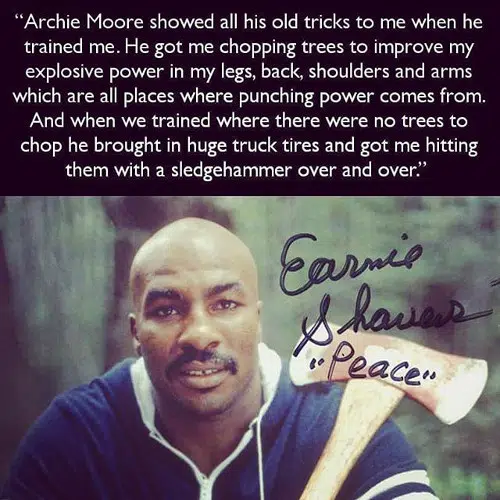 “Archie Moore showed all his old tricks to me when he
trained me. He got me chopping trees to improve my
explosive power in my legs, back, shoulders and arms
which are all places where punching power comes from.
And when we trained where there were no trees to
chop he brought in huge truck tires and got me hitting
them with a sledgehammer over and over.”
Earnie
Shavers
"Peace"